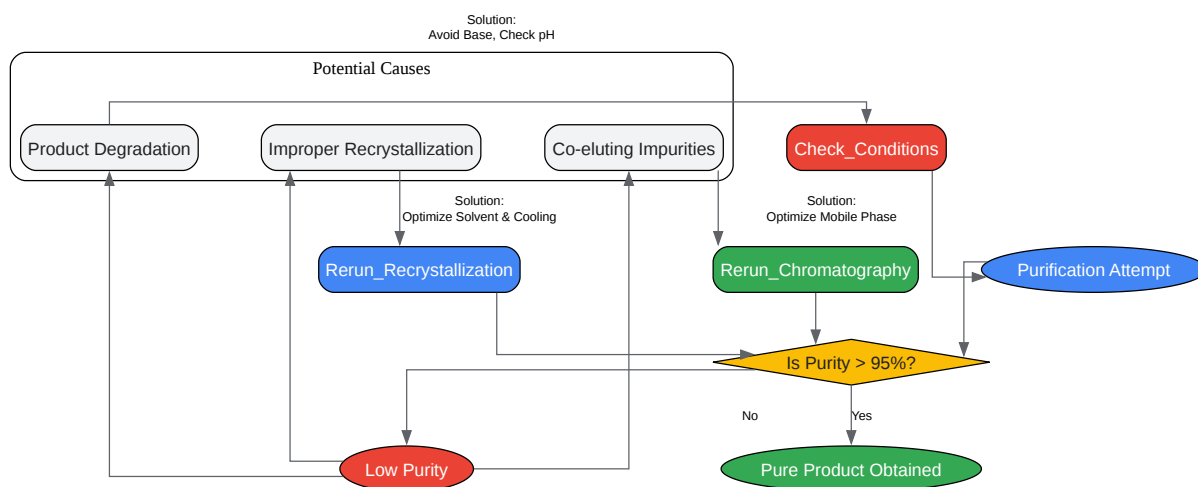 Solution:
Avoid Base, Check pH
Potential Causes
Product Degradation
Improper Recrystallization
Co-eluting Impurities
Check_Conditions
Solution:
Optimize Solvent & Cooling
Solution:
Optimize Mobile Phase
Rerun_Recrystallization
Rerun_Chromatography
Purification Attempt
Is Purity > 95%?
No
Yes
Low Purity
Pure Product Obtained